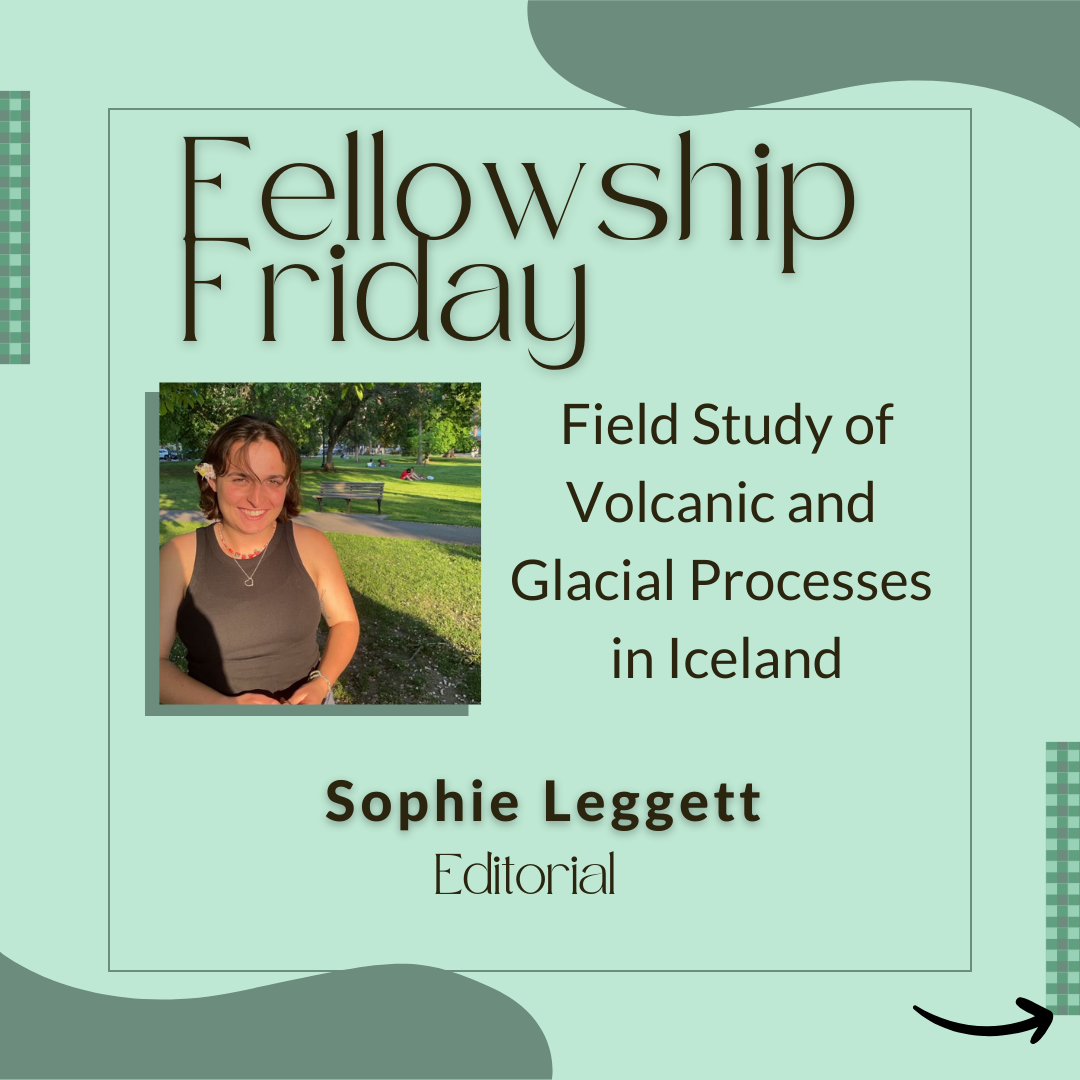 Fellowship
Friday
Field Study of
Volcanic and
Glacial Processes
in Iceland
Sophie Leggett
Editorial